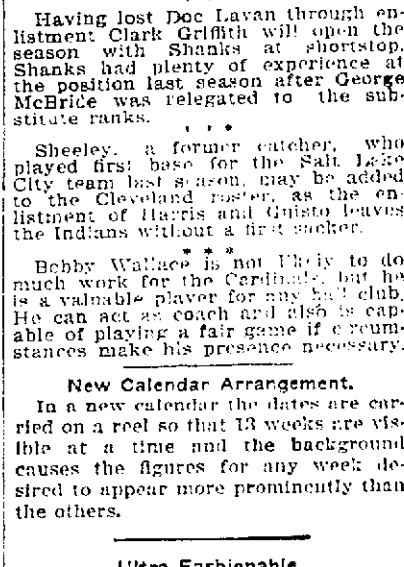 Having lost Doc Lavan through en-
listment Clark Griffith will open the
season with Shanks at shortstop.
Shanks had plenty of experience at
the position last season after George
McBride was relegated to the sub-
stitute ranks.
* * *
Sheeley, a former catcher, who
played first base for the Salt Lake
City team last season, may be added
to the Cleveland roster, as the en-
listment of Harris and Guisto leaves
the Indians without a first sacker.
* * *
Bobby Wallace is not likely to do
much work for the Cardinals, but he
is a valuable player for any ball club.
He can act as coach and also is cap-
able of playing a fair game if circum-
stances make his presence necessary.
New Calendar Arrangement.
In a new calendar the dates are car-
ried on a reel so that 13 weeks are vis-
ible at a time and the background
causes the figures for any week de-
sired to appear more prominently than
the others.
Ultra Fashionable